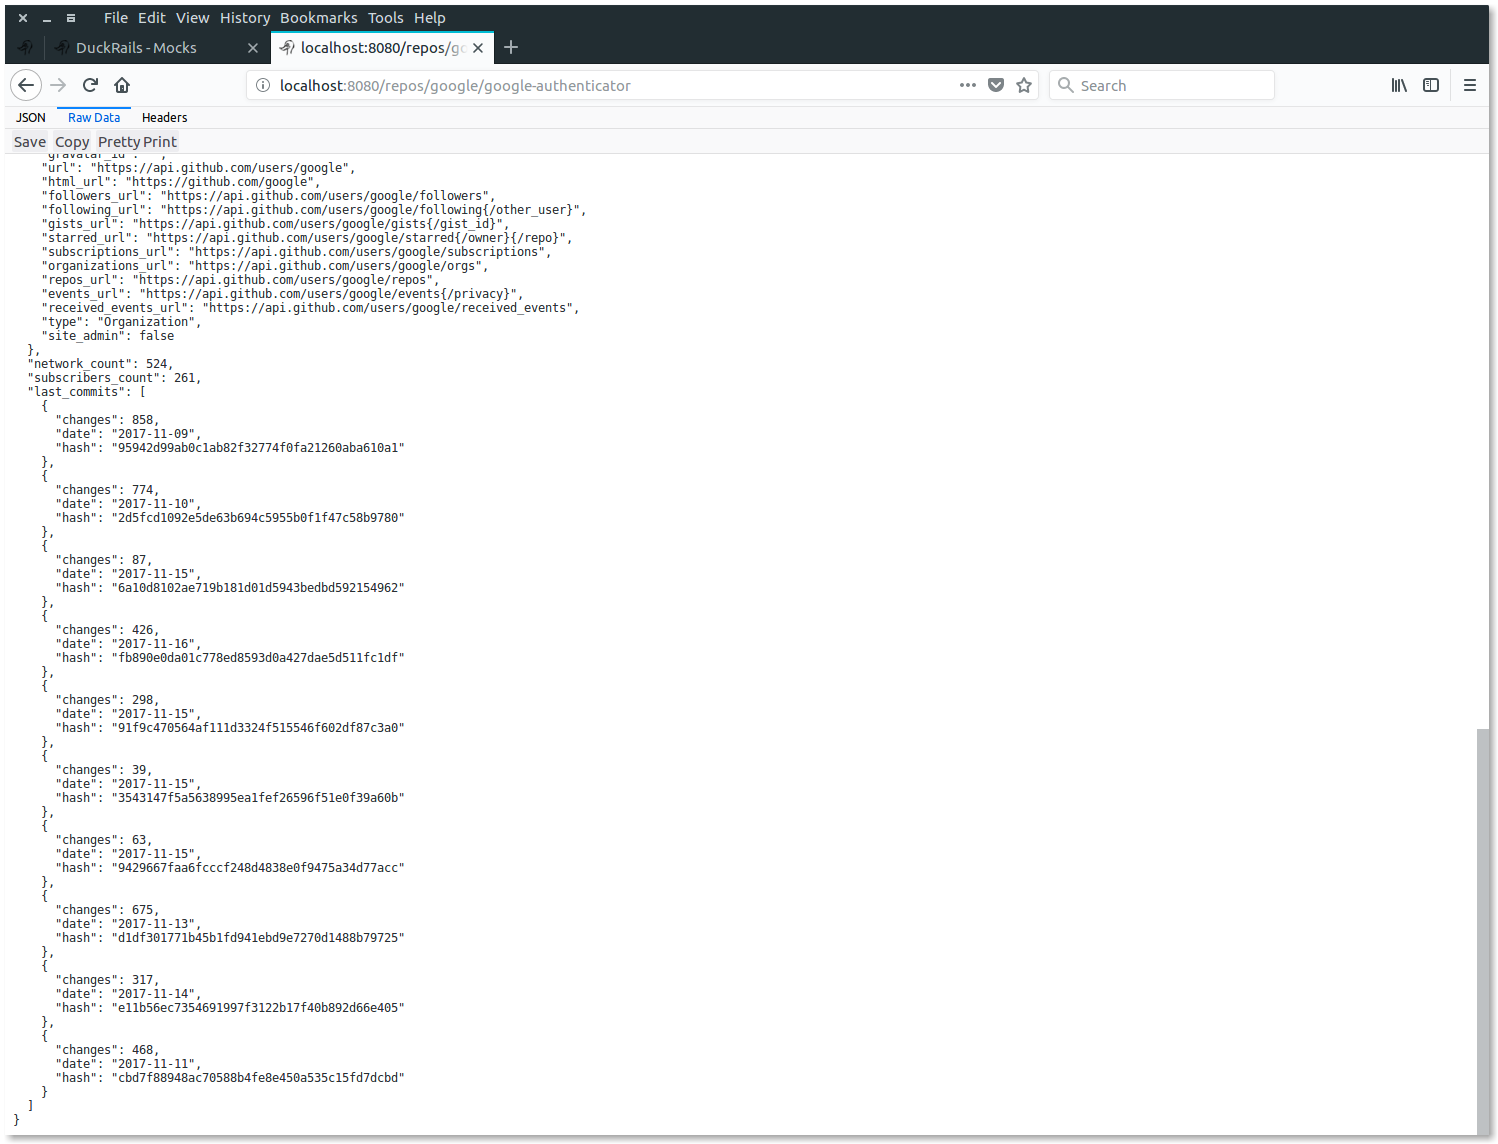 File Edit View History Bookmarks Tools Help
DuckRails - Mocks
localhost:8080/repos/go
localhost:8080/repos/google/google-authenticator
Search
JSON Raw Data Headers
Save Copy Pretty Print
"gravatar_id": "",
"url": "https://api.github.com/users/google",
"html_url": "https://github.com/google",
"followers_url": "https://api.github.com/users/google/followers",
"following_url": "https://api.github.com/users/google/following{/other_user}",
"gists_url": "https://api.github.com/users/google/gists{/gist_id}",
"starred_url": "https://api.github.com/users/google/starred{/owner}{/repo}",
"subscriptions_url": "https://api.github.com/users/google/subscriptions",
"organizations_url": "https://api.github.com/users/google/orgs",
"repos_url": "https://api.github.com/users/google/repos",
"events_url": "https://api.github.com/users/google/events{/privacy}",
"received_events_url": "https://api.github.com/users/google/received_events",
"type": "Organization",
"site_admin": false
},
"network_count": 524,
"subscribers_count": 261,
"last_commits": [
{
"changes": 858,
"date": "2017-11-09",
"hash": "95942d99ab0c1ab82f32774f0fa21260aba610a1"
},
{
"changes": 774,
"date": "2017-11-10",
"hash": "2d5fcd1092e5de63b694c5955b0f1f47c58b9780"
},
{
"changes": 87,
"date": "2017-11-15",
"hash": "6a10d8102ae719b181d01d5943bedbd592154962"
},
{
"changes": 426,
"date": "2017-11-16",
"hash": "fb890e0da01c778ed8593d0a427dae5d511fc1df"
},
{
"changes": 298,
"date": "2017-11-15",
"hash": "91f9c470564af111d3324f515546f602df87c3a0"
},
{
"changes": 39,
"date": "2017-11-15",
"hash": "3543147f5a5638995ea1fef26596f51e0f39a60b"
},
{
"changes": 63,
"date": "2017-11-15",
"hash": "9429667faa6fcccf248d4838e0f9475a34d77acc"
},
{
"changes": 675,
"date": "2017-11-13",
"hash": "d1df301771b45b1fd941ebd9e7270d1488b79725"
},
{
"changes": 317,
"date": "2017-11-14",
"hash": "e11b56ec7354691997f3122b17f40b892d66e405"
},
{
"changes": 468,
"date": "2017-11-11",
"hash": "cbd7f88948ac70588b4fe8e450a535c15fd7dcbd"
}
]
}